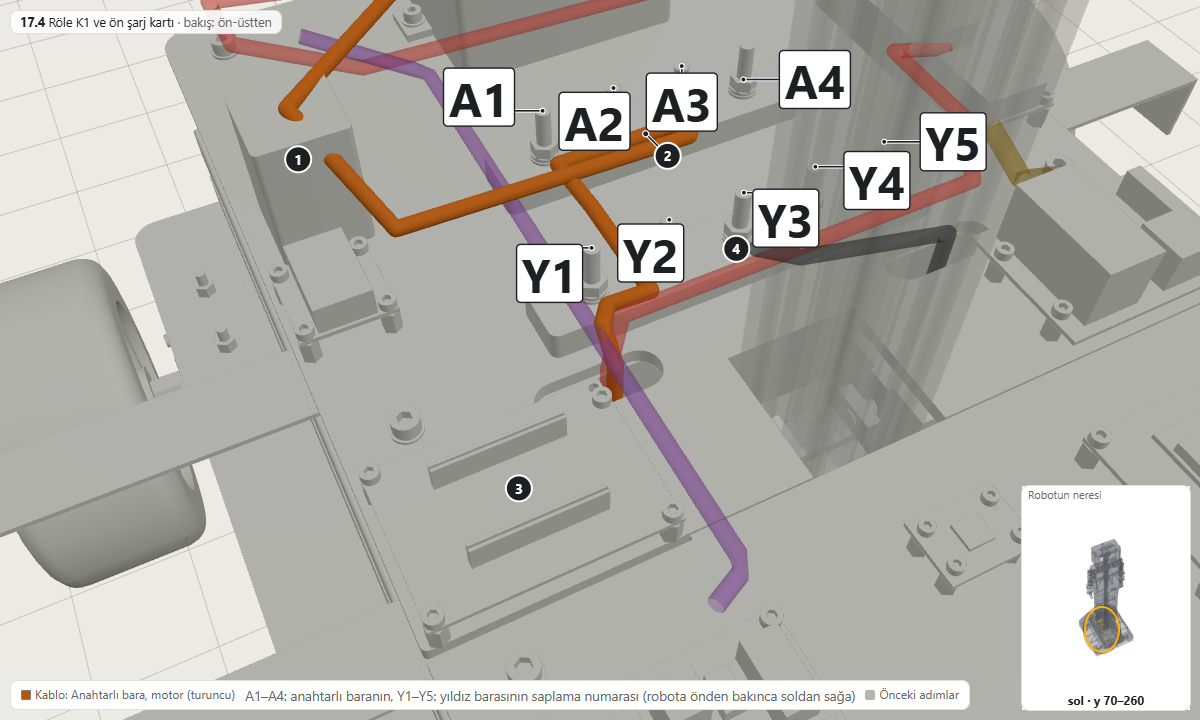 17.4 Röle K1 ve ön şarj kartı · bakış: ön-üstten
A1
A2
A3
A4
1
2
Y1
Y2
Y3
Y4
Y5
4
3
Robotun neresi
sol · y 70–260
Kablo: Anahtarlı bara, motor (turuncu)
A1–A4: anahtarlı baranın, Y1–Y5: yıldız barasının saplama numarası (robota önden bakınca soldan sağa)
Önceki adımlar